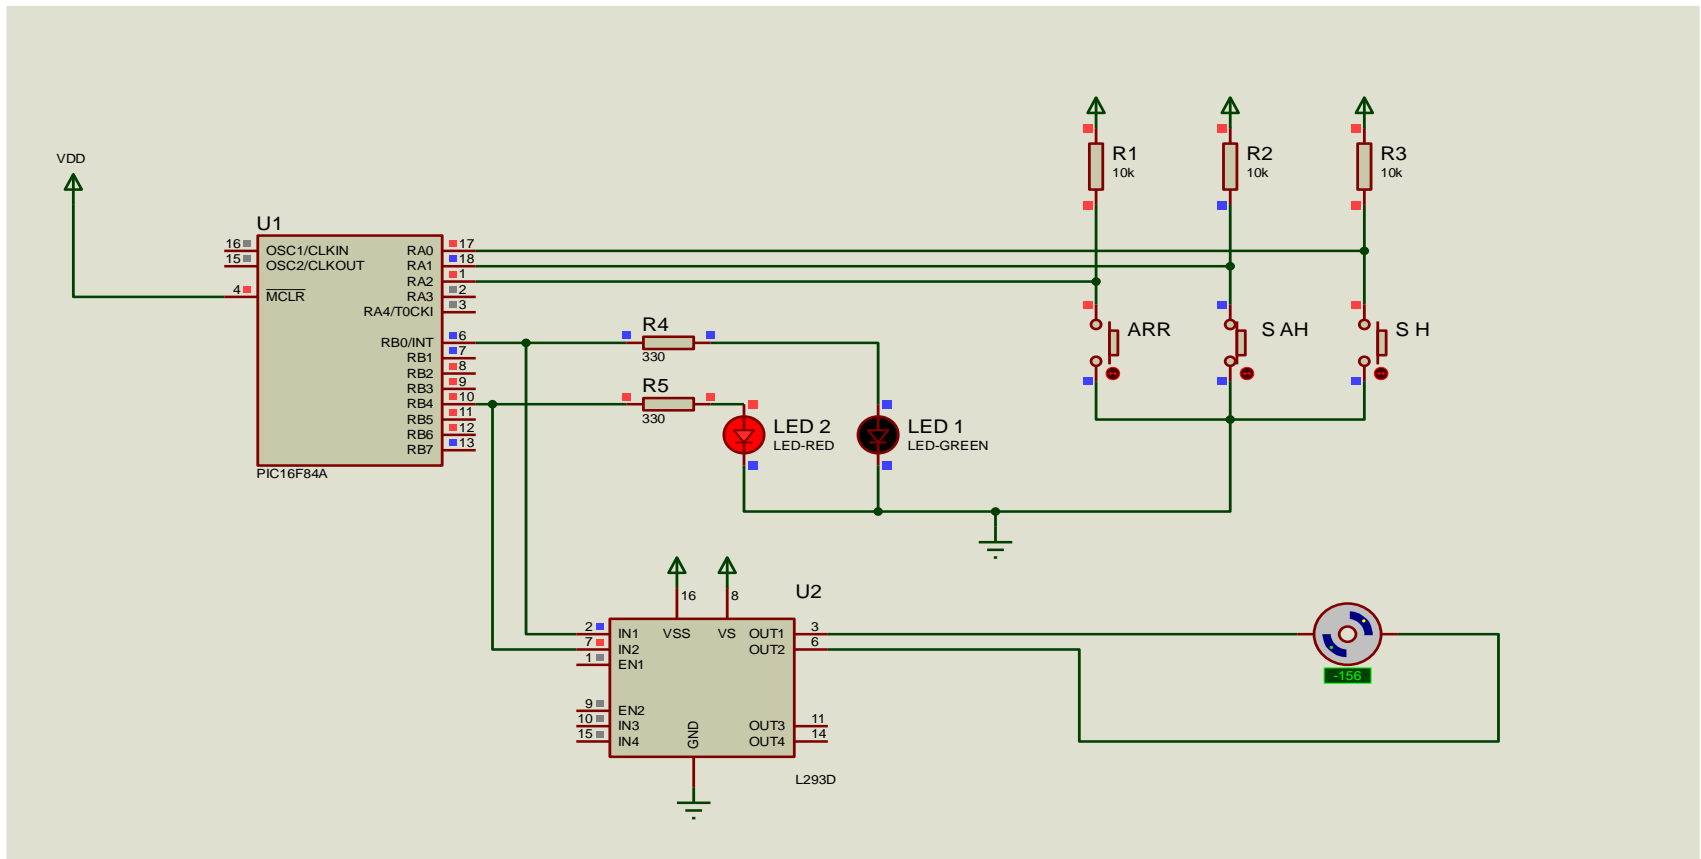 VDD
U1
16 OSC1/CLKIN RA0 17
15 OSC2/CLKOUT RA1 18
RA2 1
4 MCLR RA3 2
RA4/T0CKI 3
RB0/INT 6
RB1 7
RB2 8
RB3 9
RB4 10
RB5 11
RB6 12
RB7 13
PIC16F84A
R1
10k
R2
10k
R3
10k
ARR
S AH
S H
R4
330
R5
330
LED 2
LED-RED
LED 1
LED-GREEN
U2
16 8
2 IN1 VSS VS OUT1 3
7 IN2 OUT2 6
1 EN1
9 EN2
10 IN3 OUT3 11
15 IN4 OUT4 14
GND
L293D
-156